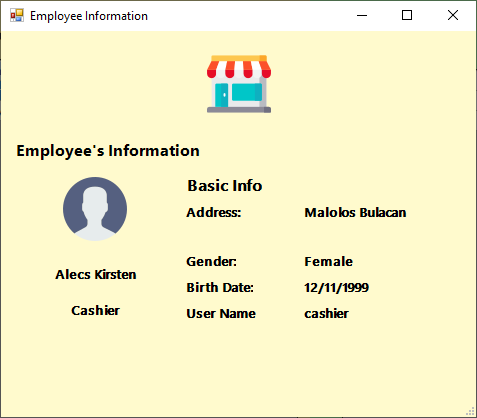 Employee Information
Employee's Information
Basic Info
Address: Malolos Bulacan
Gender: Female
Alecs Kirsten
Birth Date: 12/11/1999
Cashier
User Name cashier